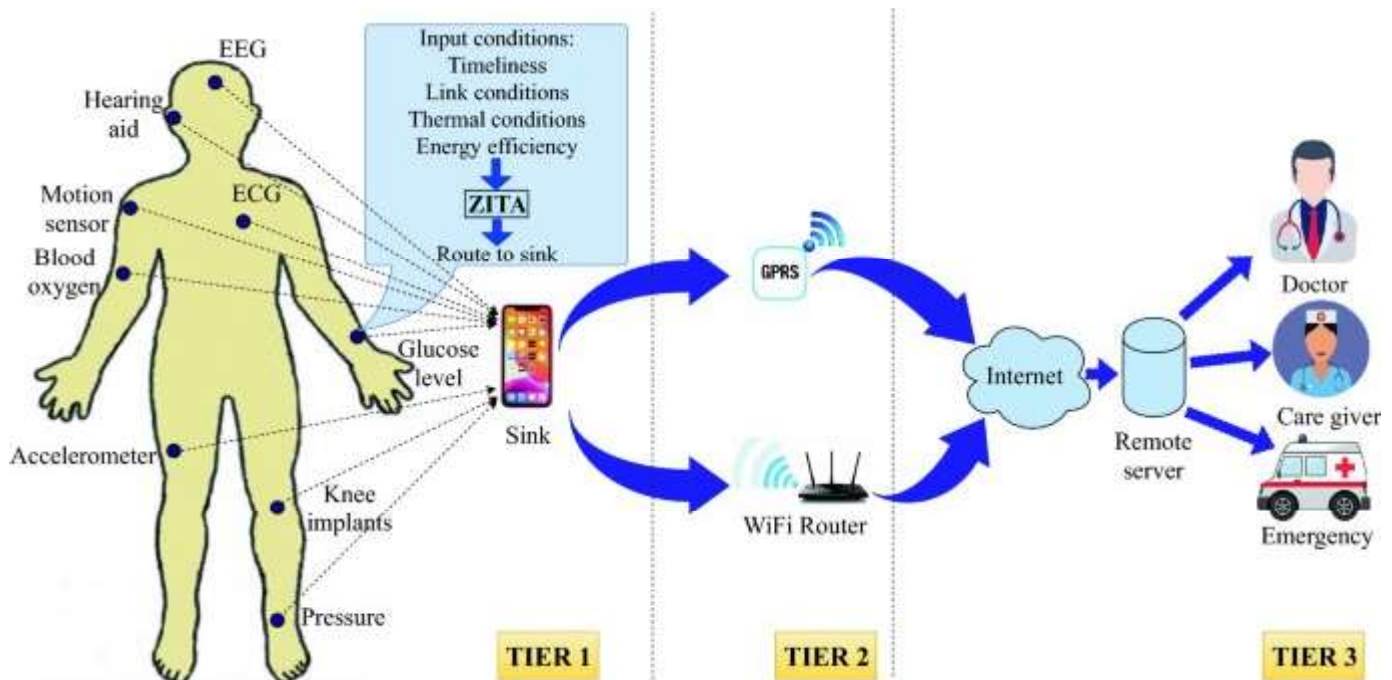 EEG
Hearing
aid
Motion
sensor
ECG
Blood
oxygen
Input conditions:
Timeliness
Link conditions
Thermal conditions
Energy efficiency
ZITA
Route to sink
Glucose
level
Accelerometer
Knee
implants
Pressure
Sink
TIER 1
GPRS
WiFi Router
TIER 2
Internet
Remote
server
Doctor
Care giver
Emergency
TIER 3